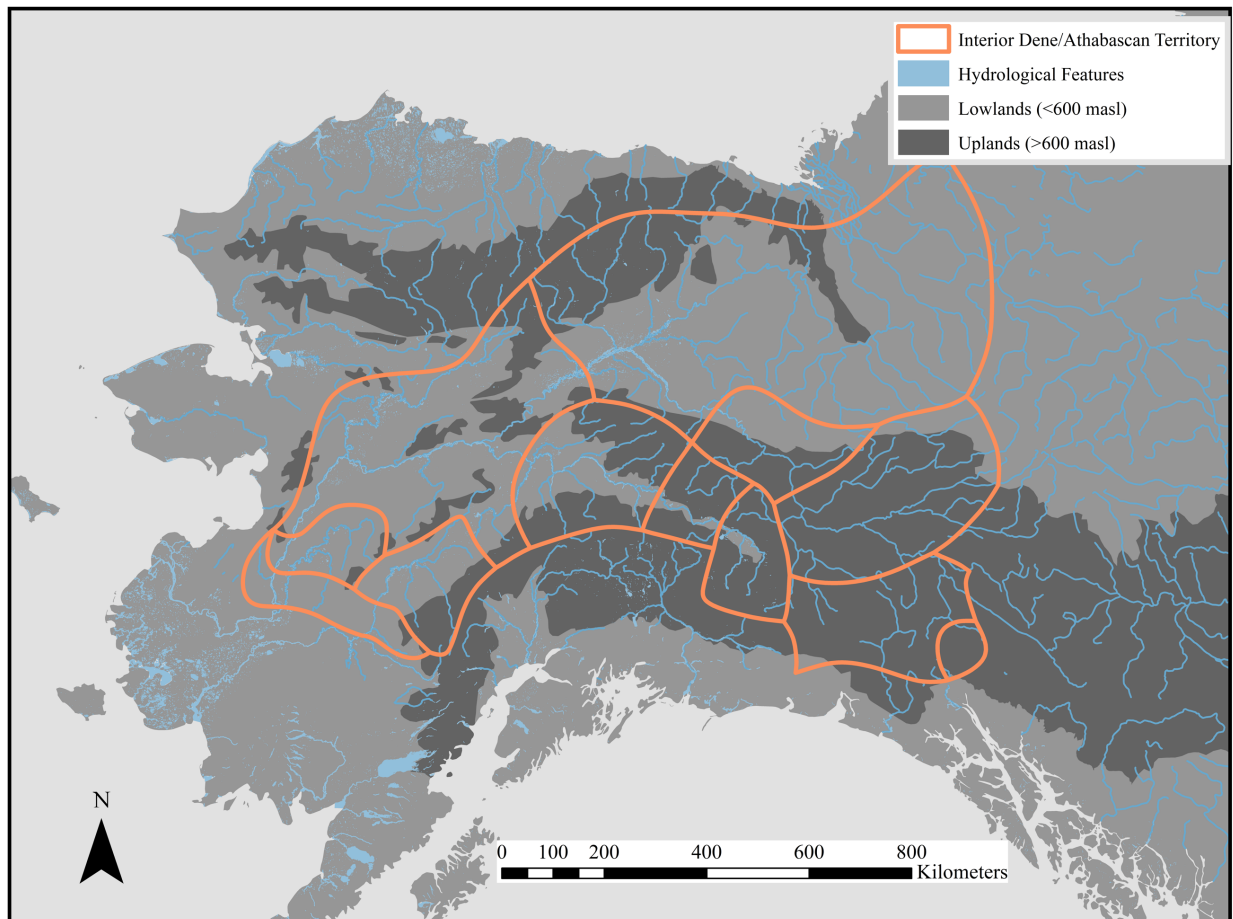 Interior Dene/Athabascan Territory
Hydrological Features
Lowlands (<600 masl)
Uplands (>600 masl)
N
0 100 200 400 600 800
Kilometers